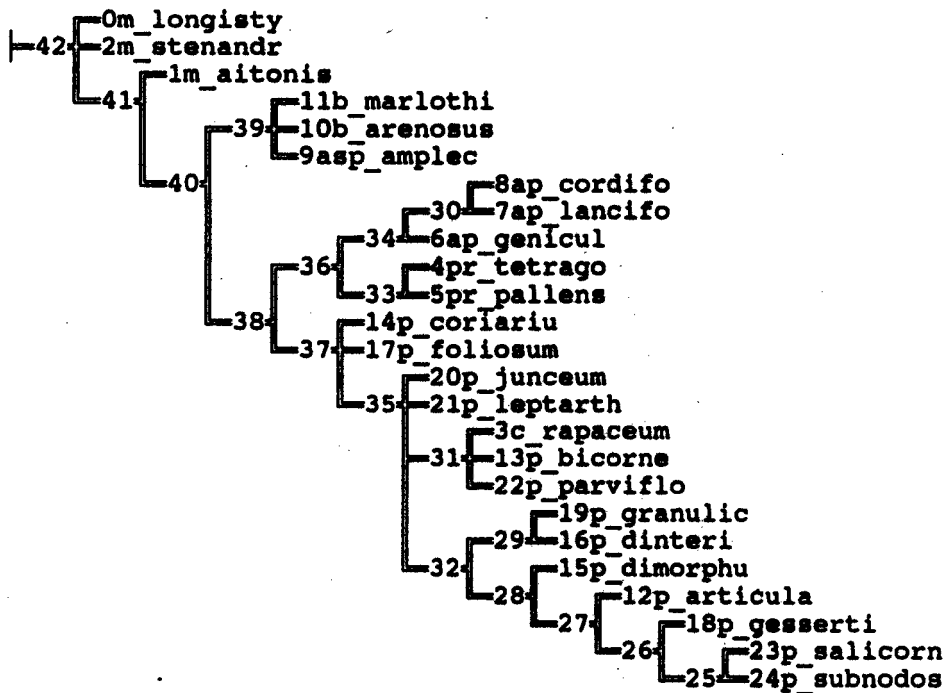 0m_longisty
42 2m_stenandr
1m_aitonis
41 11b_marlothi
39 10b_arenosus
9asp_amplec
40 8ap_cordifo
30 7ap_lancifo
34 6ap_genicul
36 4pr_tetrago
33 5pr_pallens
38 14p_coriariu
37 17p_foliosum
20p_junceum
35 21p_leptarth
3c_rapaceum
31 13p_bicorne
22p_parviflo
19p_granulic
29 16p_dinteri
32 15p_dimorphu
28 12p_articula
27 18p_gesserti
26 23p_salicorn
25 24p_subnodos